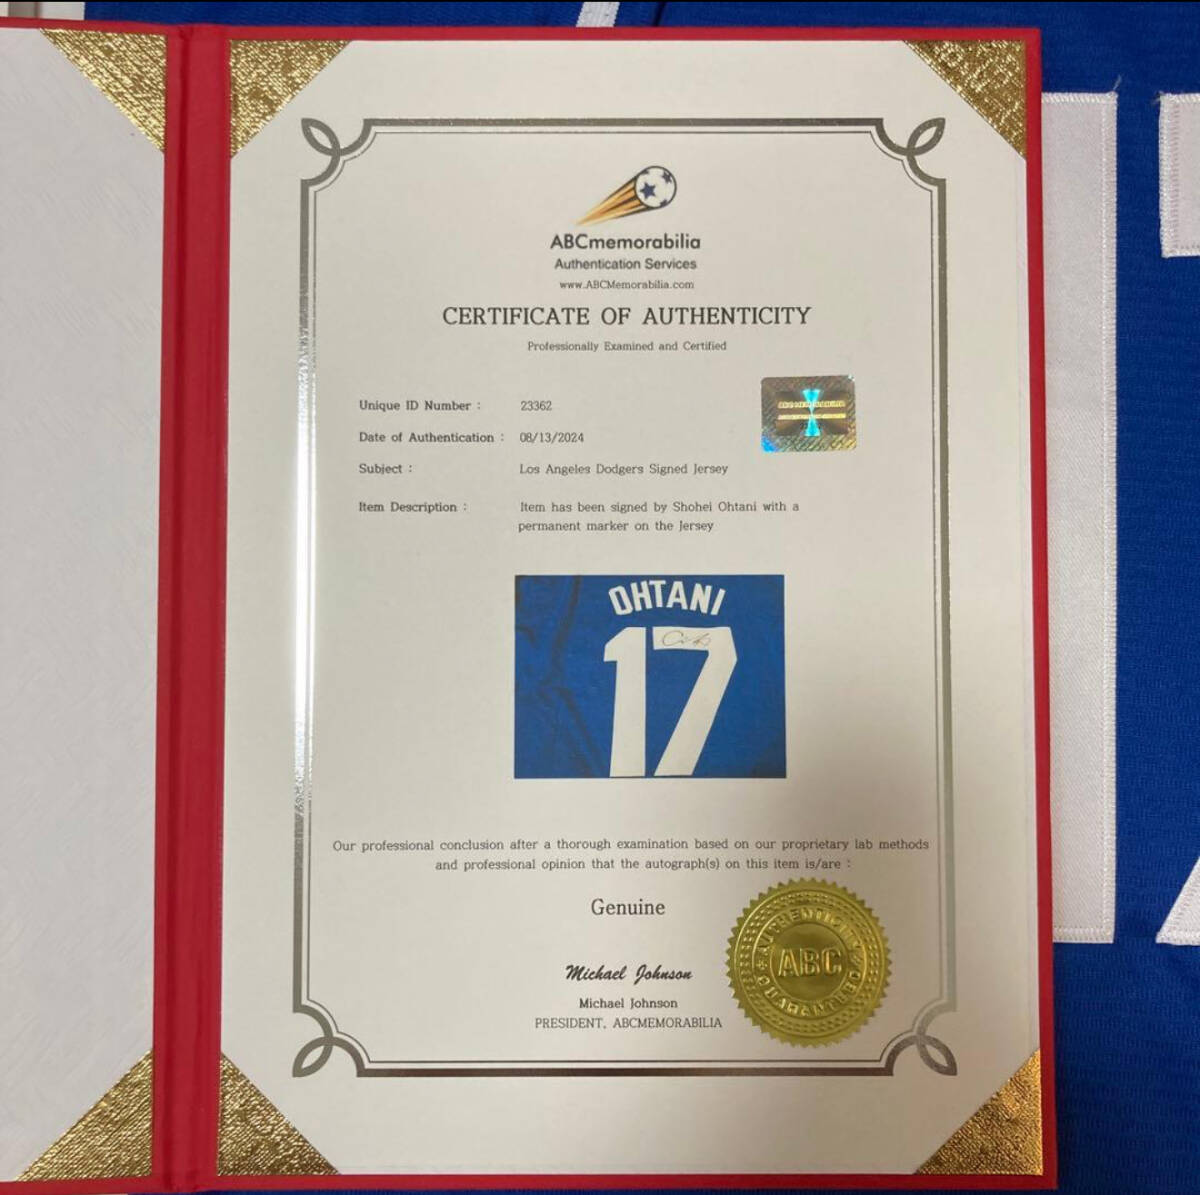 ABCmemorabilia
Authentication Services
www.ABCMemorabilia.com
CERTIFICATE OF AUTHENTICITY
Professionally Examined and Certified
Unique ID Number : 23362
Date of Authentication : 08/13/2024
Subject : Los Angeles Dodgers Signed Jersey
Item Description : Item has been signed by Shohei Ohtani with a
permanent marker on the Jersey
OHTANI
17
Our professional conclusion after a thorough examination based on our proprietary lab methods
and professional opinion that the autograph(s) on this item is/are :
Genuine
Michael Johnson
Michael Johnson
PRESIDENT, ABCMEMORABILIA
AUTHENTICITY
ABC
GUARANTEED